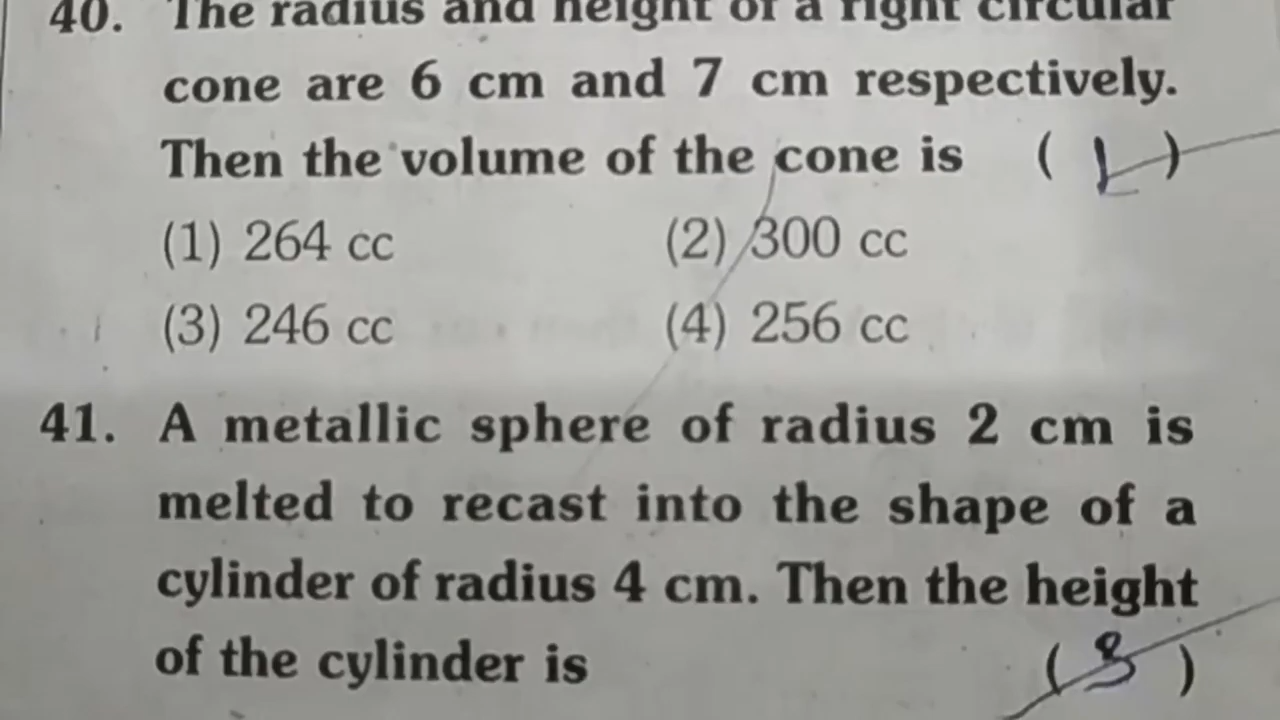 40. The radius and height of a right circular
cone are 6 cm and 7 cm respectively.
Then the volume of the cone is ( 1 )
(1) 264 cc (2) 300 cc
(3) 246 cc (4) 256 cc
41. A metallic sphere of radius 2 cm is
melted to recast into the shape of a
cylinder of radius 4 cm. Then the height
of the cylinder is ( 3 )